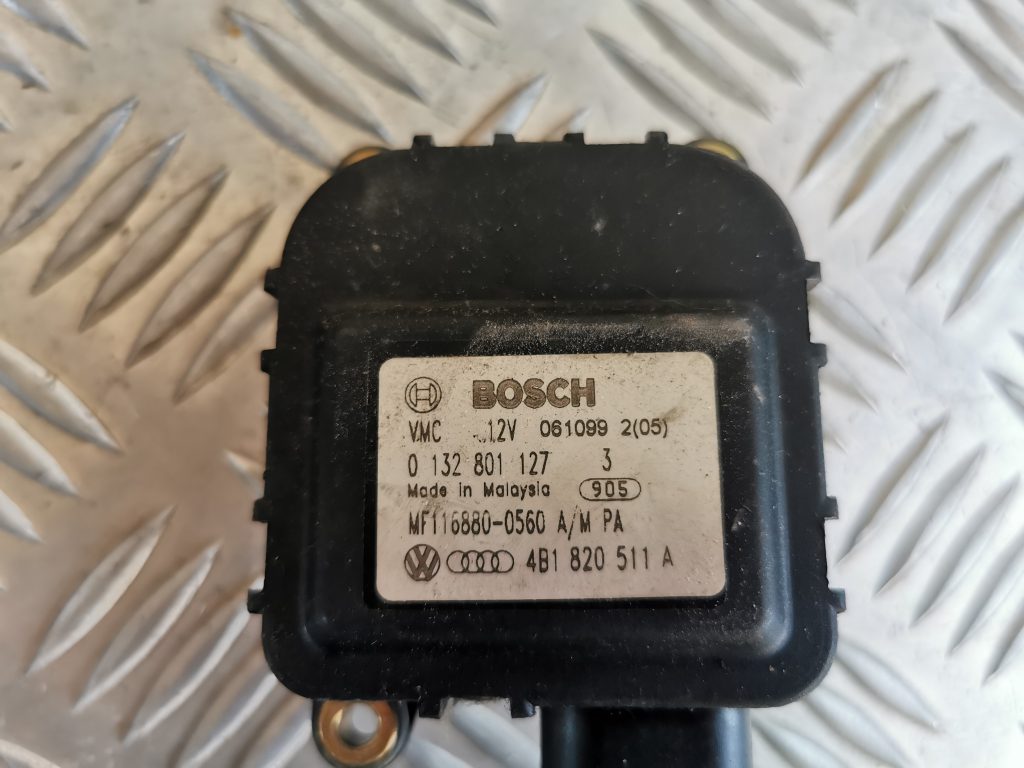 BOSCH
VMC 12V 061099 2(05)
0 132 801 127 3
Made in Malaysia 905
MF116880-0560 A/M PA
4B1 820 511 A